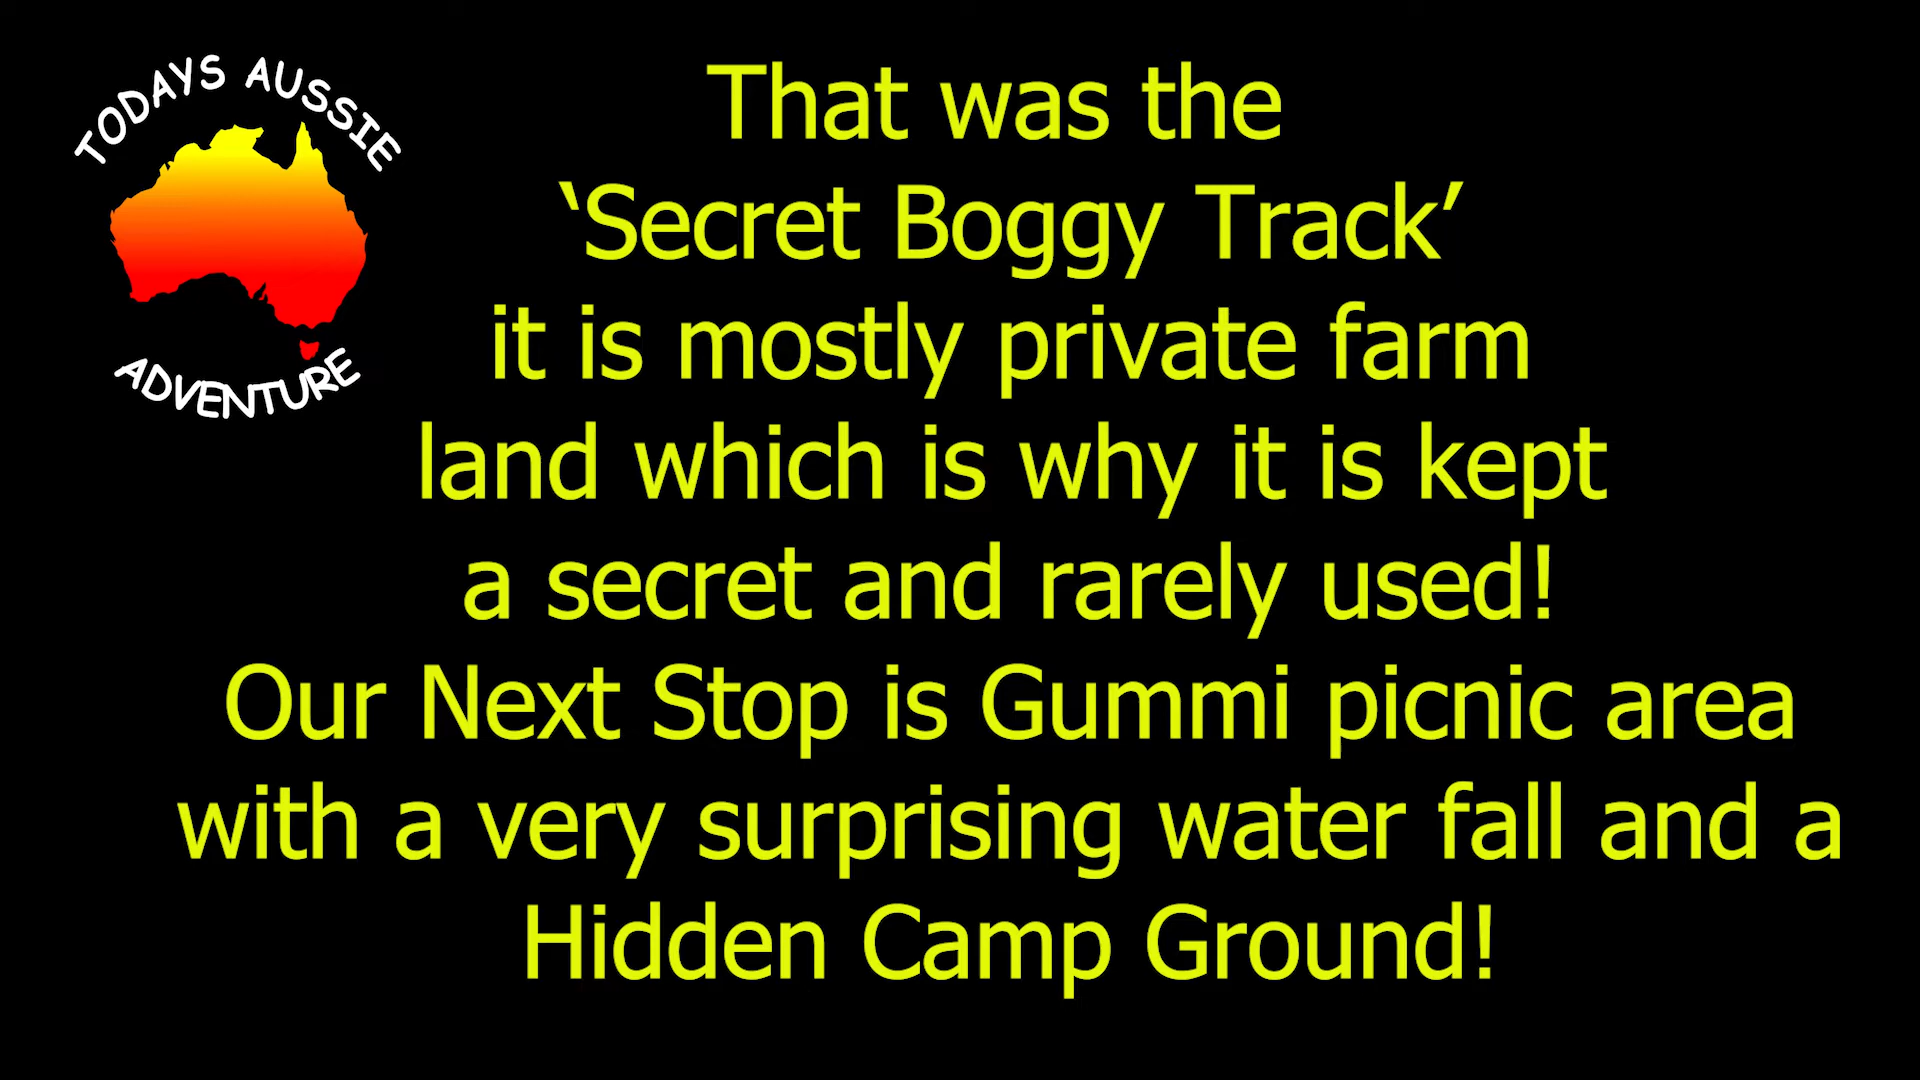 TODAYS AUSSIE
ADVENTURE
That was the
‘Secret Boggy Track’
it is mostly private farm
land which is why it is kept
a secret and rarely used!
Our Next Stop is Gummi picnic area
with a very surprising water fall and a
Hidden Camp Ground!